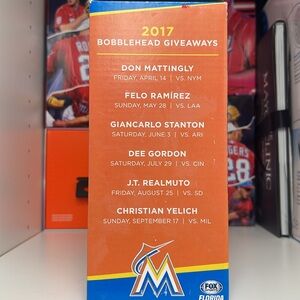 2017
BOBBLEHEAD GIVEAWAYS
DON MATTINGLY
FRIDAY, APRIL 14 | VS. NYM
FELO RAMÍREZ
SUNDAY, MAY 28 | VS. LAA
GIANCARLO STANTON
SATURDAY, JUNE 3 | VS. ARI
DEE GORDON
SATURDAY, JULY 29 | VS. CIN
J.T. REALMUTO
FRIDAY, AUGUST 25 | VS. SD
CHRISTIAN YELICH
SUNDAY, SEPTEMBER 17 | VS. MIL
M
FOX
SPORTS
FLORIDA
28